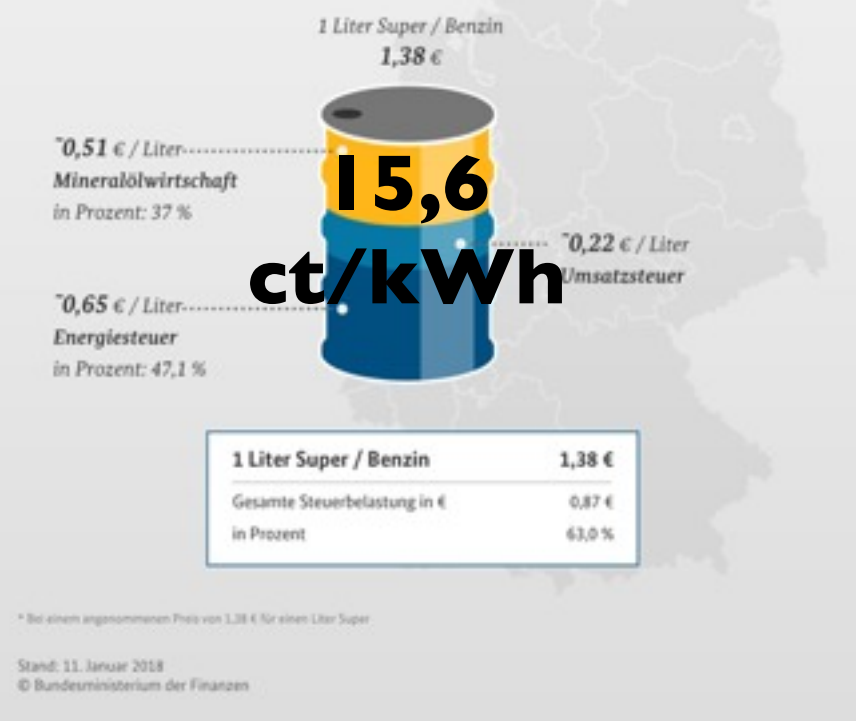 1 Liter Super / Benzin
1,38 €
~0,51 € / Liter
Mineralölwirtschaft
in Prozent: 37 %
15,6
ct/kWh
~0,22 € / Liter
Umsatzsteuer
~0,65 € / Liter
Energiesteuer
in Prozent: 47,1 %
1 Liter Super / Benzin 1,38 €
Gesamte Steuerbelastung in € 0,87 €
in Prozent 63,0 %
* Bei einem angenommenen Preis von 1,38 € für einen Liter Super
Stand: 11. Januar 2018
© Bundesministerium der Finanzen